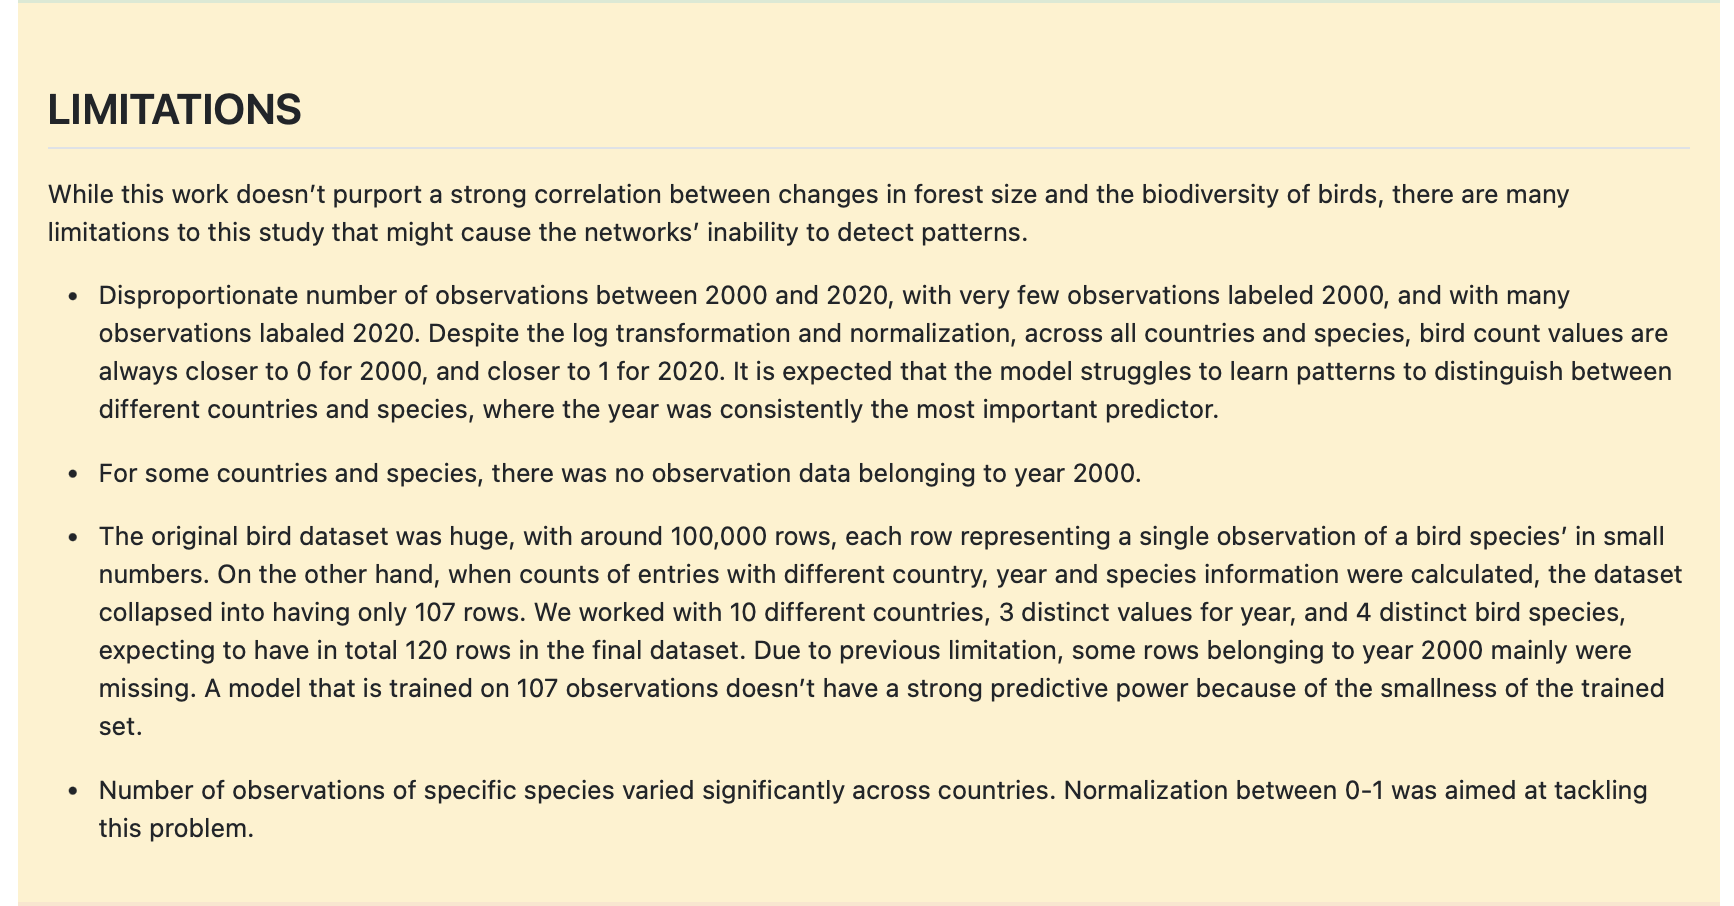 LIMITATIONS
While this work doesn’t purport a strong correlation between changes in forest size and the biodiversity of birds, there are many
limitations to this study that might cause the networks’ inability to detect patterns.
• Disproportionate number of observations between 2000 and 2020, with very few observations labeled 2000, and with many
observations labaled 2020. Despite the log transformation and normalization, across all countries and species, bird count values are
always closer to 0 for 2000, and closer to 1 for 2020. It is expected that the model struggles to learn patterns to distinguish between
different countries and species, where the year was consistently the most important predictor.
• For some countries and species, there was no observation data belonging to year 2000.
• The original bird dataset was huge, with around 100,000 rows, each row representing a single observation of a bird species’ in small
numbers. On the other hand, when counts of entries with different country, year and species information were calculated, the dataset
collapsed into having only 107 rows. We worked with 10 different countries, 3 distinct values for year, and 4 distinct bird species,
expecting to have in total 120 rows in the final dataset. Due to previous limitation, some rows belonging to year 2000 mainly were
missing. A model that is trained on 107 observations doesn’t have a strong predictive power because of the smallness of the trained
set.
• Number of observations of specific species varied significantly across countries. Normalization between 0-1 was aimed at tackling
this problem.